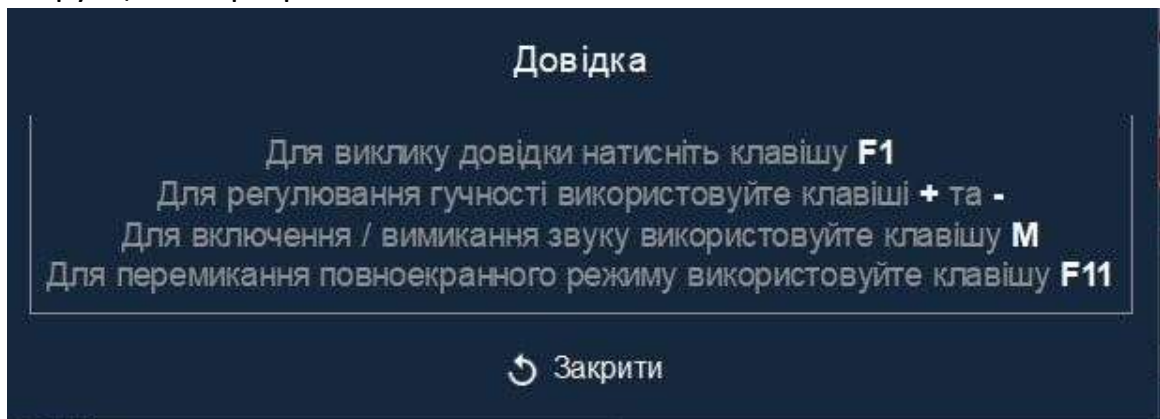 Довідка
Для виклику довідки натисніть клавішу F1
Для регулювання гучності використовуйте клавіші + та -
Для включення / вимикання звуку використовуйте клавішу M
Для перемикання повноекранного режиму використовуйте клавішу F11
Закрити